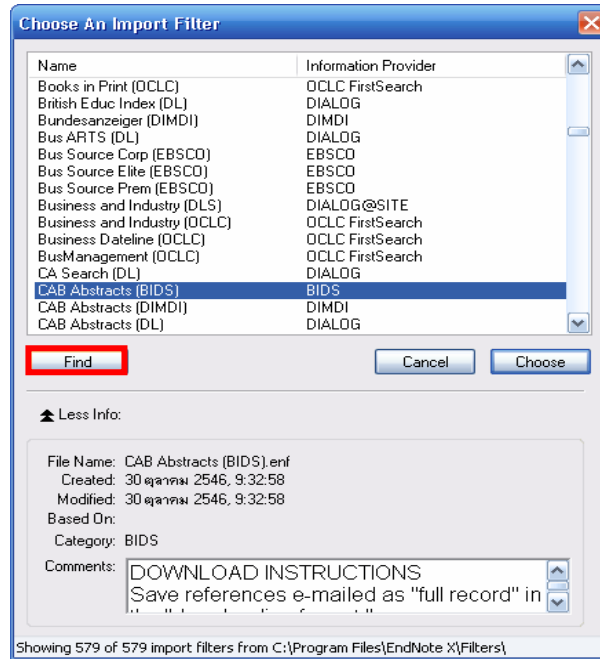 Choose An Import Filter
Name Information Provider
Books in Print (OCLC) OCLC FirstSearch
British Educ Index (DL) DIALOG
Bundesanzeiger (DIMDI) DIMDI
Bus ARTS (DL) DIALOG
Bus Source Corp (EBSCO) EBSCO
Bus Source Elite (EBSCO) EBSCO
Bus Source Prem (EBSCO) EBSCO
Business and Industry (DLS) DIALOG@SITE
Business and Industry (OCLC) OCLC FirstSearch
Business Dateline (OCLC) OCLC FirstSearch
BusManagement (OCLC) OCLC FirstSearch
CA Search (DL) DIALOG
CAB Abstracts (BIDS) BIDS
CAB Abstracts (DIMDI) DIMDI
CAB Abstracts (DL) DIALOG
Find Cancel Choose
Less Info:
File Name: CAB Abstracts (BIDS).enf
Created: 30 ตุลาคม 2546, 9:32:58
Modified: 30 ตุลาคม 2546, 9:32:58
Based On:
Category: BIDS
Comments: DOWNLOAD INSTRUCTIONS
Save references e-mailed as "full record" in
Showing 579 of 579 import filters from C:\Program Files\EndNote X\Filters\